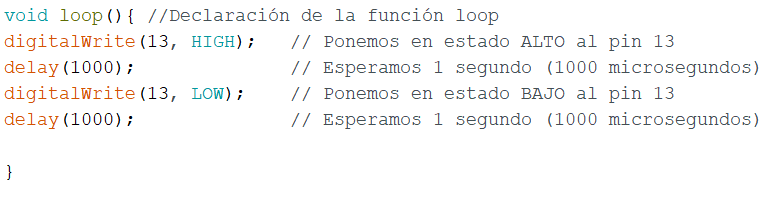 void loop(){ //Declaración de la función loop
digitalWrite(13, HIGH);   // Ponemos en estado ALTO al pin 13
delay(1000);              // Esperamos 1 segundo (1000 microsegundos)
digitalWrite(13, LOW);    // Ponemos en estado BAJO al pin 13
delay(1000);              // Esperamos 1 segundo (1000 microsegundos)
}